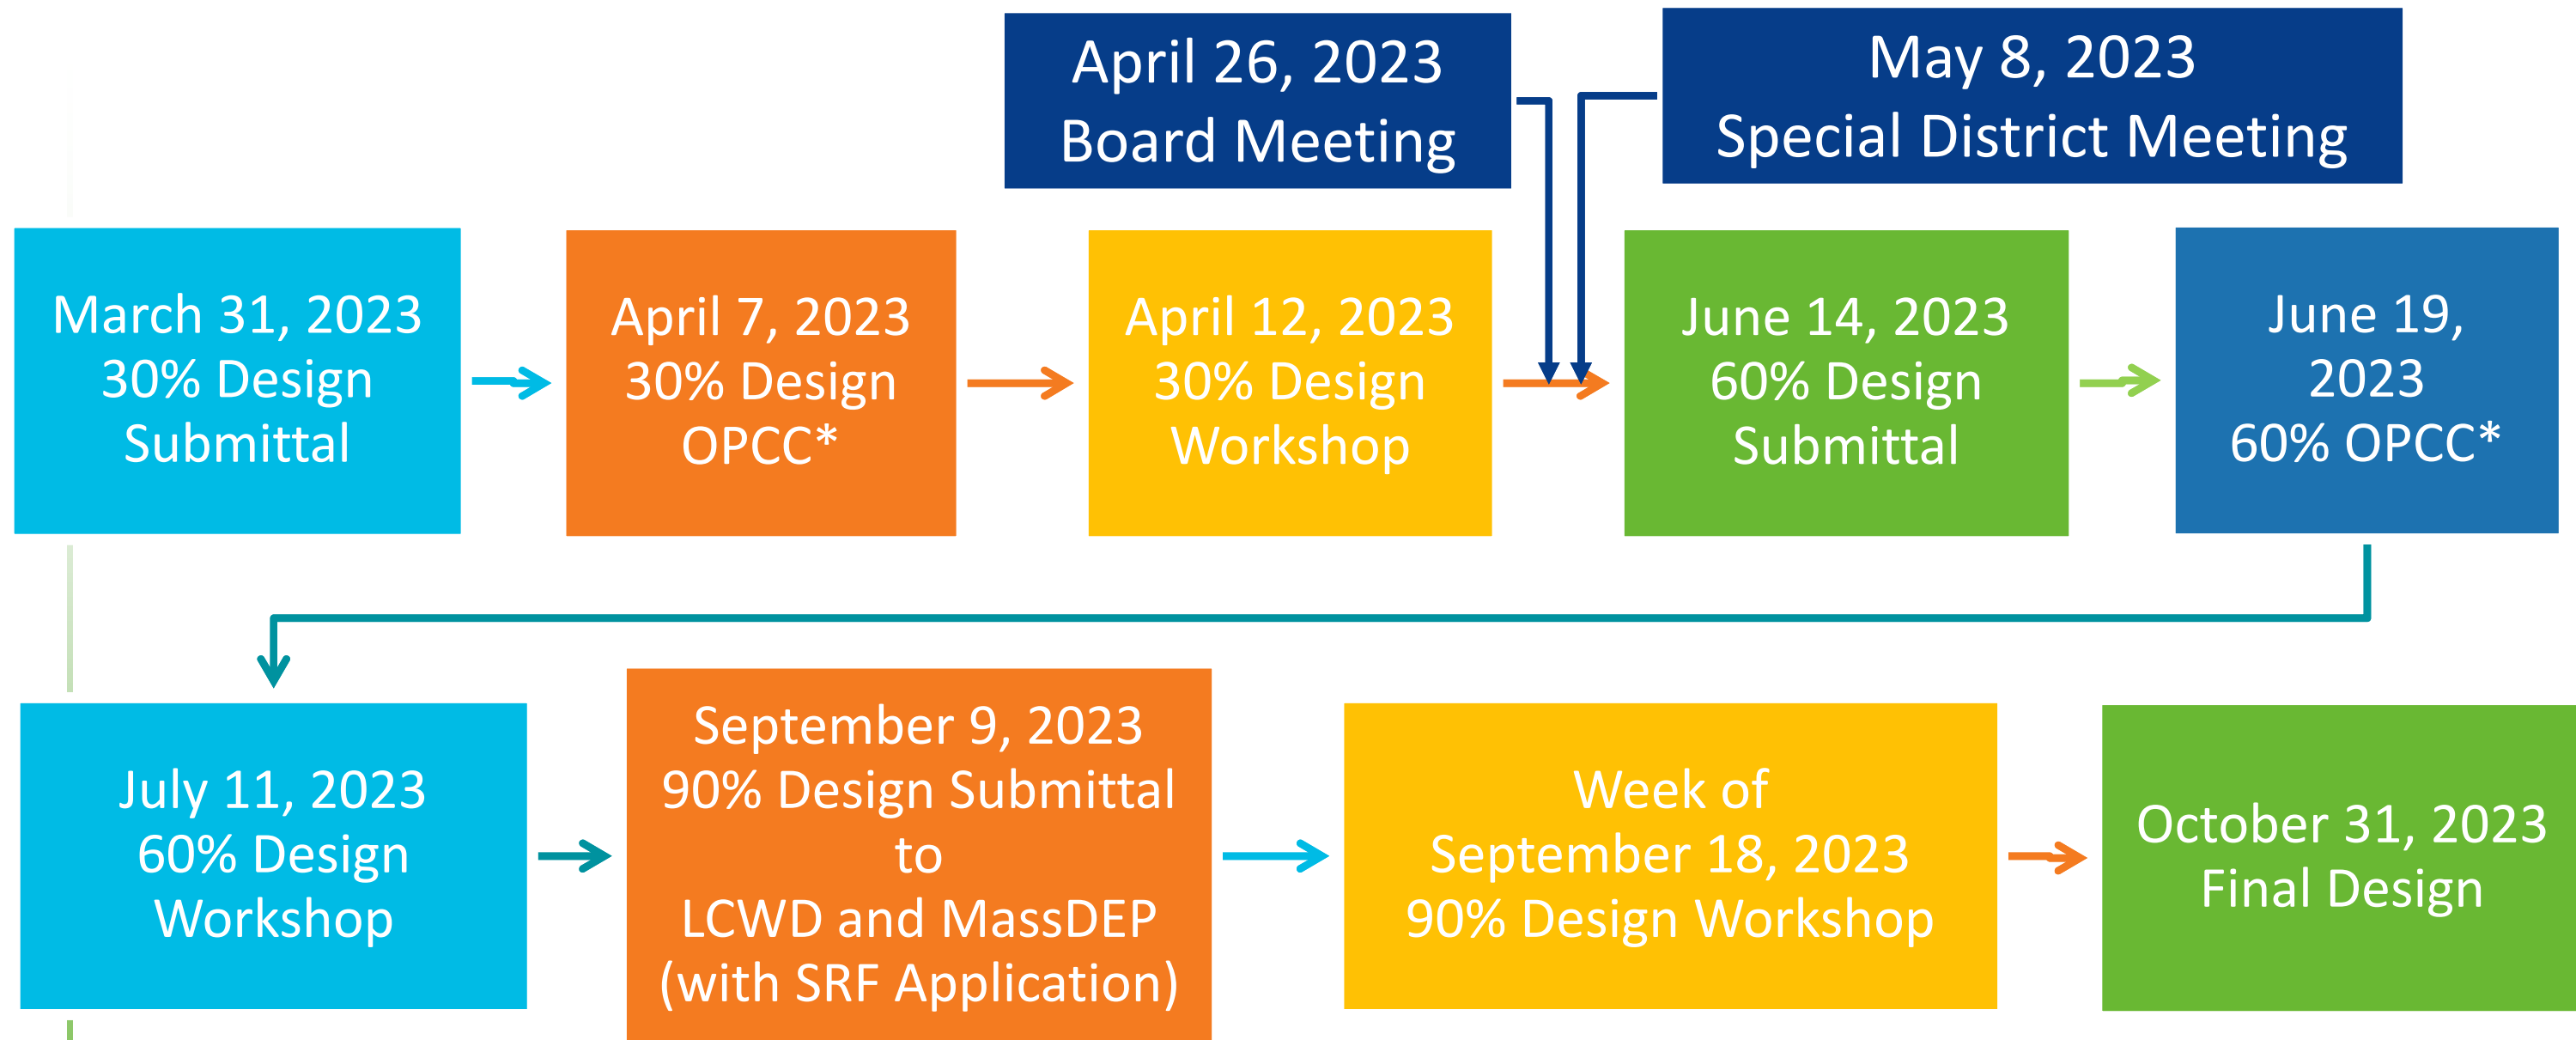 April 26, 2023
Board Meeting
May 8, 2023
Special District Meeting
March 31, 2023
30% Design
Submittal
April 7, 2023
30% Design
OPCC*
April 12, 2023
30% Design
Workshop
June 14, 2023
60% Design
Submittal
June 19,
2023
60% OPCC*
July 11, 2023
60% Design
Workshop
September 9, 2023
90% Design Submittal
to
LCWD and MassDEP
(with SRF Application)
Week of
September 18, 2023
90% Design Workshop
October 31, 2023
Final Design